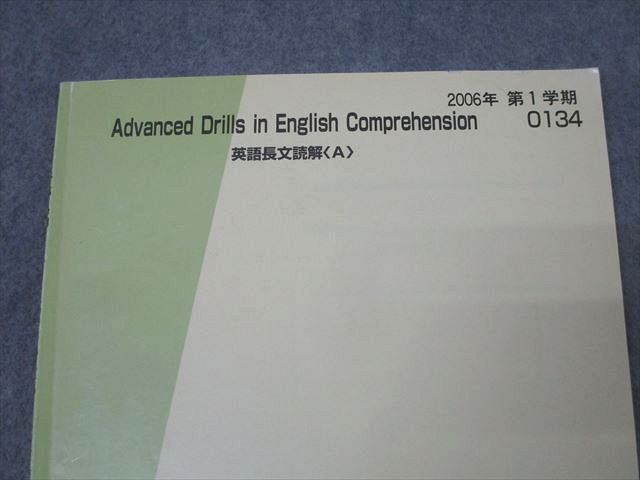 2006年 第1学期
Advanced Drills in English Comprehension 0134
英語長文読解〈A〉